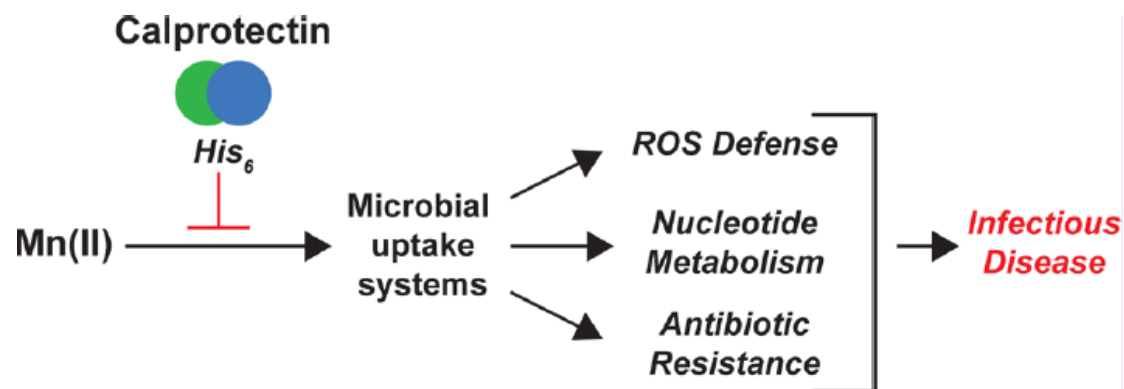 Calprotectin
His₆
Mn(II)
Microbial
uptake
systems
ROS Defense
Nucleotide
Metabolism
Antibiotic
Resistance
Infectious
Disease